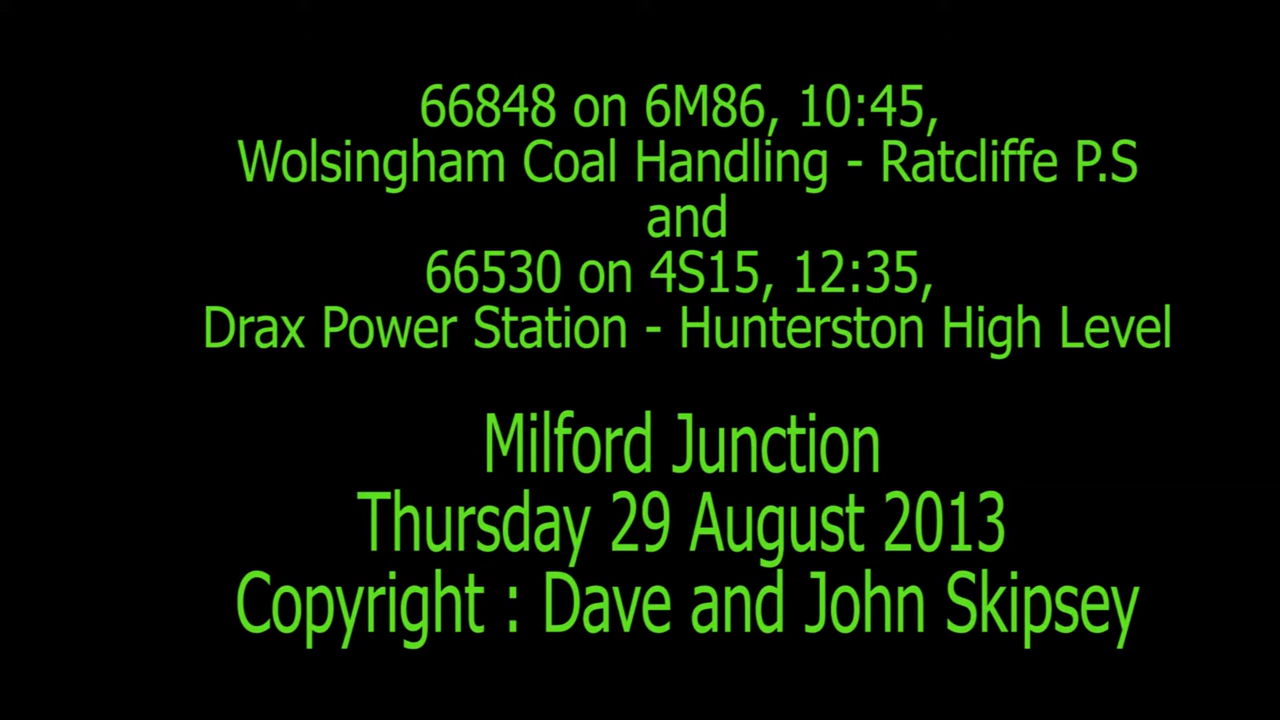 66848 on 6M86, 10:45,
Wolsingham Coal Handling - Ratcliffe P.S
and
66530 on 4S15, 12:35,
Drax Power Station - Hunterston High Level
Milford Junction
Thursday 29 August 2013
Copyright : Dave and John Skipsey